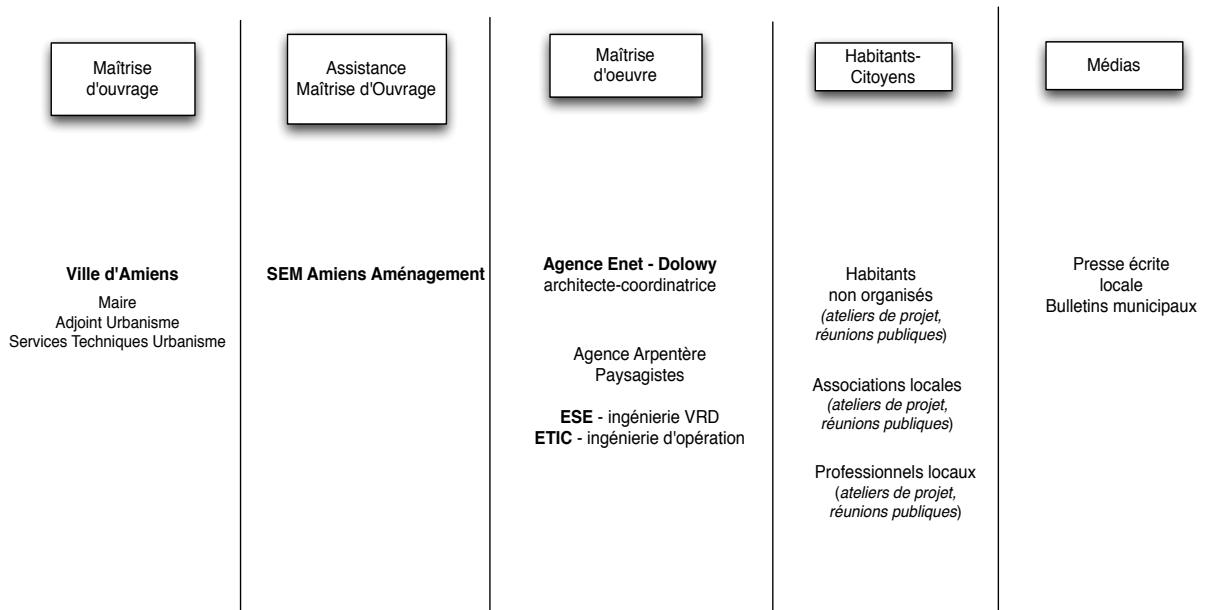 Maîtrise
d'ouvrage
Assistance
Maîtrise d'Ouvrage
Maîtrise
d'oeuvre
Habitants-
Citoyens
Médias
Ville d'Amiens
Maire
Adjoint Urbanisme
Services Techniques Urbanisme
SEM Amiens Aménagement
Agence Enet - Dolowy
architecte-coordinatrice
Agence Arpentère
Paysagistes
ESE - ingénierie VRD
ETIC - ingénierie d'opération
Habitants
non organisés
(ateliers de projet,
réunions publiques)
Associations locales
(ateliers de projet,
réunions publiques)
Professionnels locaux
(ateliers de projet,
réunions publiques)
Presse écrite
locale
Bulletins municipaux